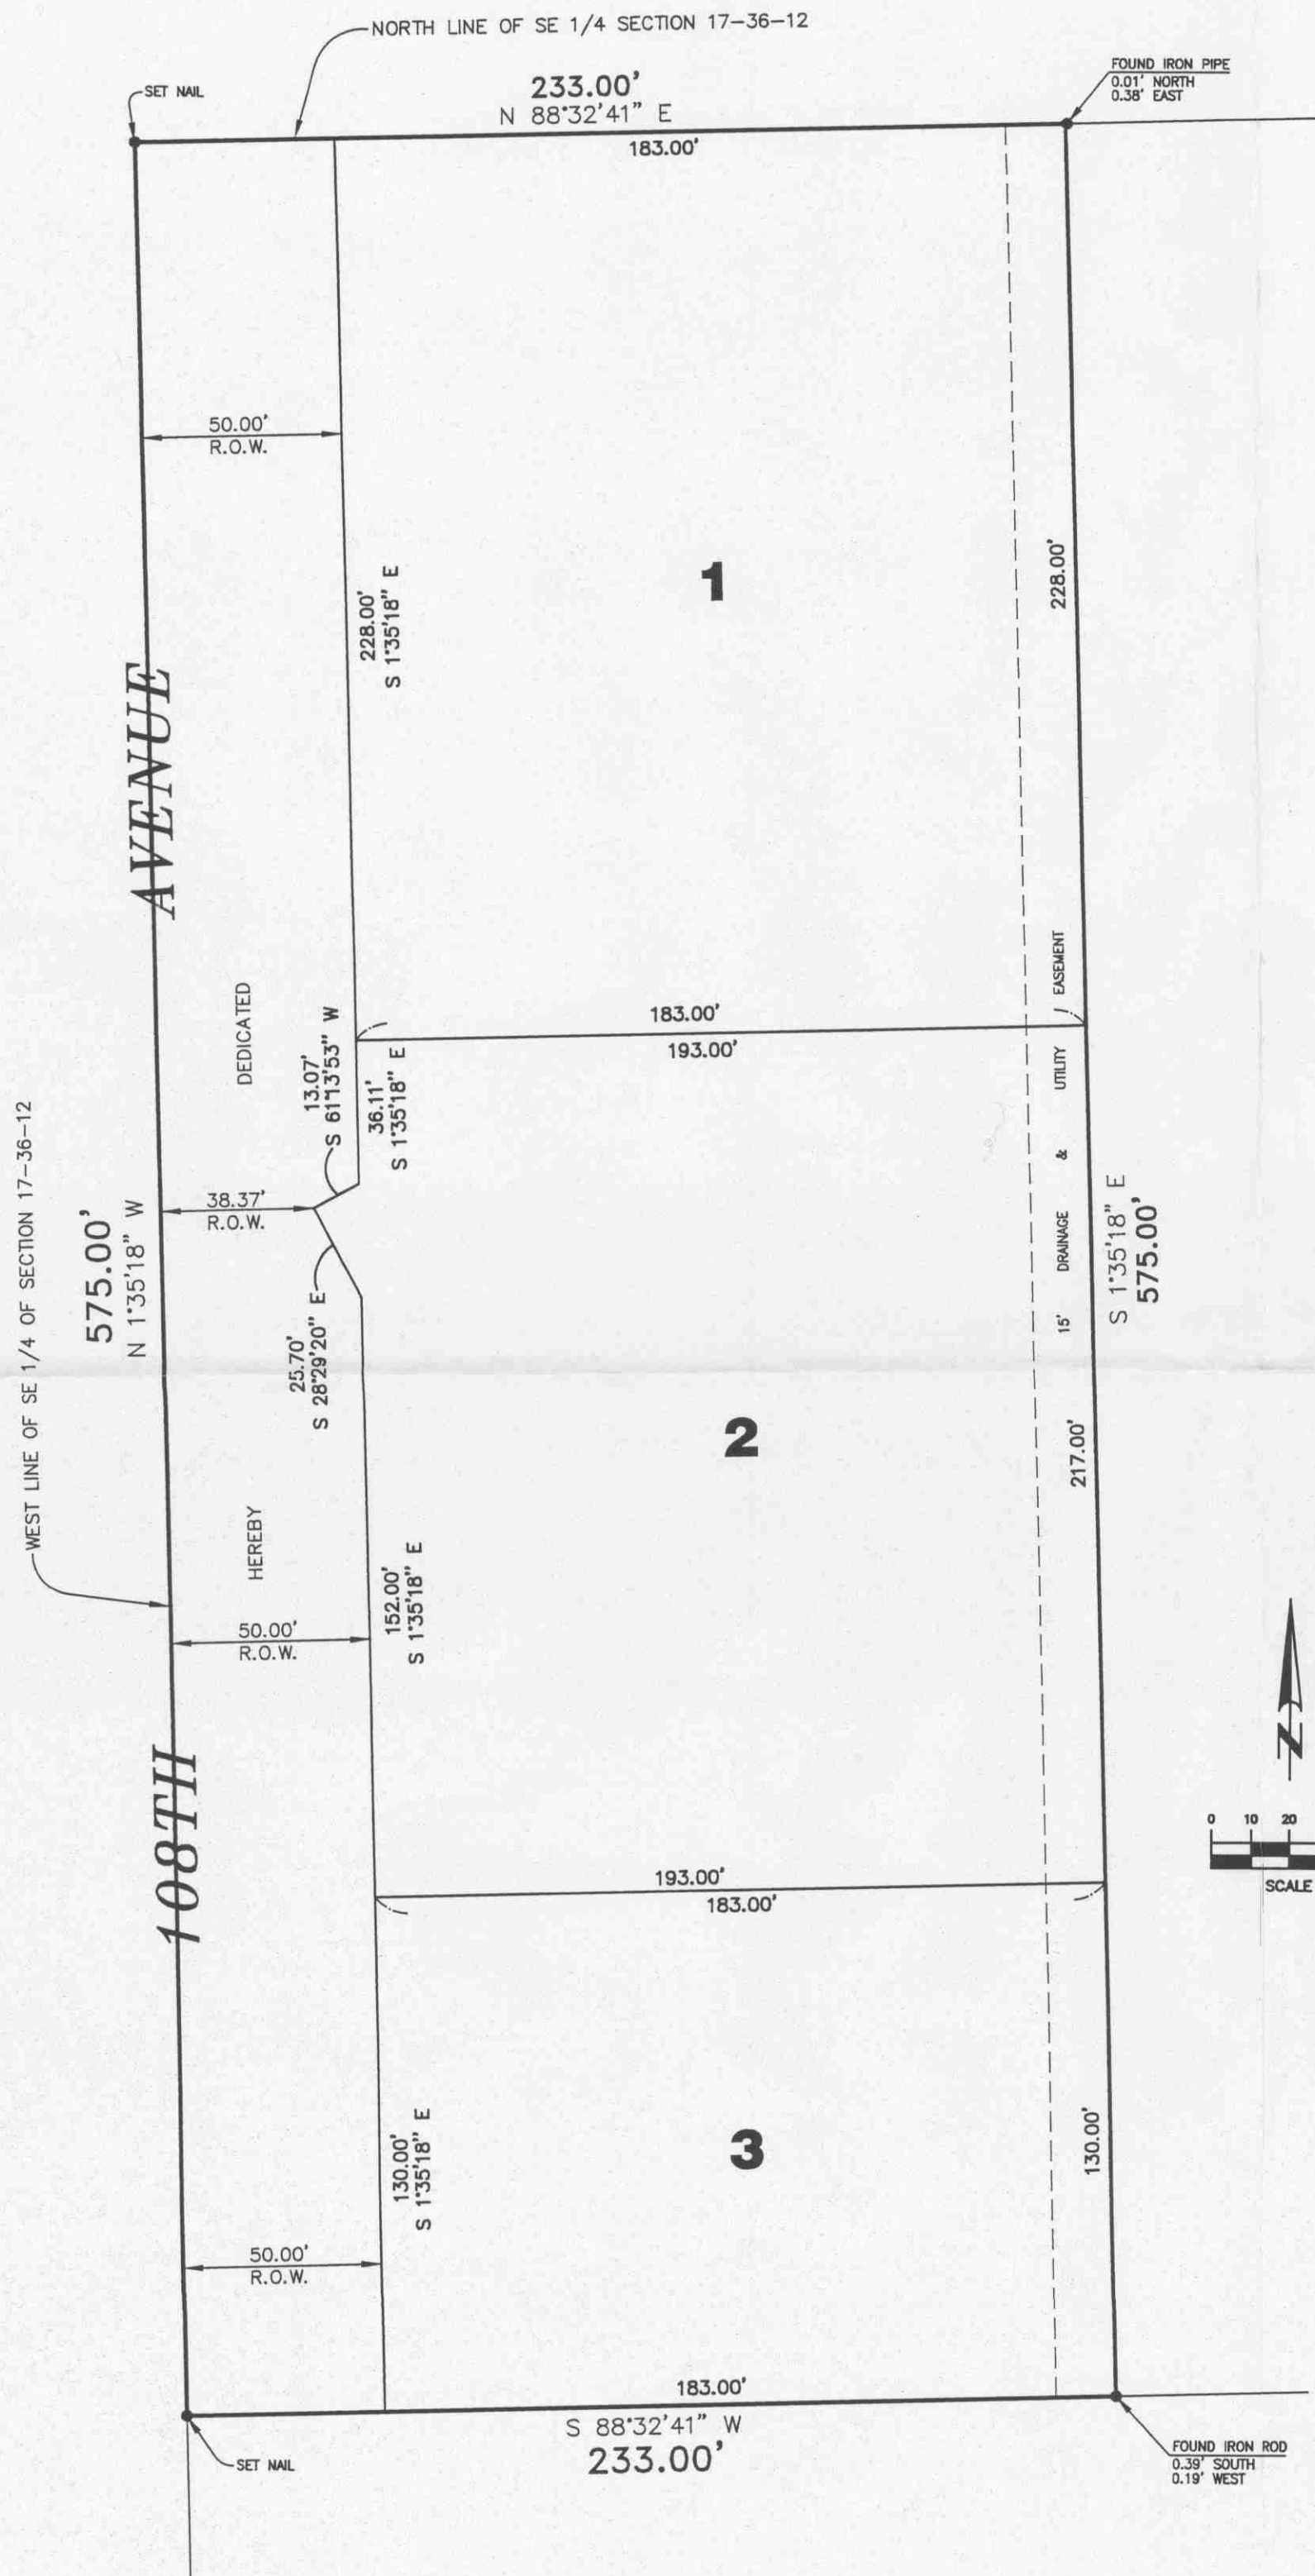 NORTH LINE OF SE 1/4 SECTION 17-36-12
FOUND IRON PIPE
0.01' NORTH
0.38' EAST
SET NAIL
233.00'
N 88°32'41" E
183.00'
50.00'
R.O.W.
1
228.00'
S 1°35'18" E
228.00'
AVENUE
DEDICATED
EASEMENT
183.00'
193.00'
13.07'
S 61°13'53" W
36.11'
S 1°35'18" E
UTILITY
&
WEST LINE OF SE 1/4 OF SECTION 17-36-12
575.00'
N 1°35'18" W
38.37'
R.O.W.
DRAINAGE
15'
S 1°35'18" E
575.00'
25.70'
S 28°29'20" E
2
217.00'
HEREBY
152.00'
S 1°35'18" E
50.00'
R.O.W.
N
108TH
0 10 20
SCALE
193.00'
183.00'
130.00'
S 1°35'18" E
3
130.00'
50.00'
R.O.W.
183.00'
S 88°32'41" W
233.00'
SET NAIL
FOUND IRON ROD
0.39' SOUTH
0.19' WEST